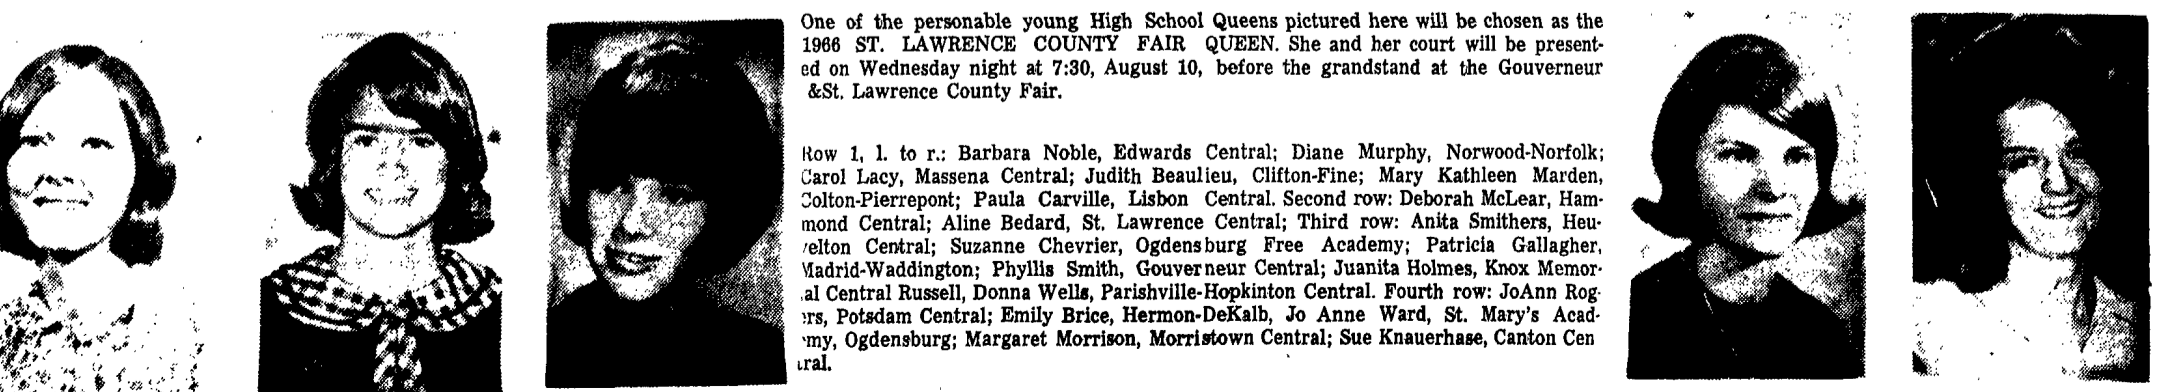 One of the personable young High School Queens pictured here will be chosen as the
1966 ST. LAWRENCE COUNTY FAIR QUEEN. She and her court will be present-
ed on Wednesday night at 7:30, August 10, before the grandstand at the Gouverneur
&St. Lawrence County Fair.
Row 1, l. to r.: Barbara Noble, Edwards Central; Diane Murphy, Norwood-Norfolk;
Carol Lacy, Massena Central; Judith Beaulieu, Clifton-Fine; Mary Kathleen Marden,
Colton-Pierrepont; Paula Carville, Lisbon Central. Second row: Deborah McLear, Ham-
mond Central; Aline Bedard, St. Lawrence Central; Third row: Anita Smithers, Heu-
velton Central; Suzanne Chevrier, Ogdensburg Free Academy; Patricia Gallagher,
Madrid-Waddington; Phyllis Smith, Gouverneur Central; Juanita Holmes, Knox Memor-
al Central Russell, Donna Wells, Parishville-Hopkinton Central. Fourth row: JoAnn Rog-
ers, Potsdam Central; Emily Brice, Hermon-DeKalb, Jo Anne Ward, St. Mary's Acad-
my, Ogdensburg; Margaret Morrison, Morristown Central; Sue Knauerhase, Canton Cen
tral.